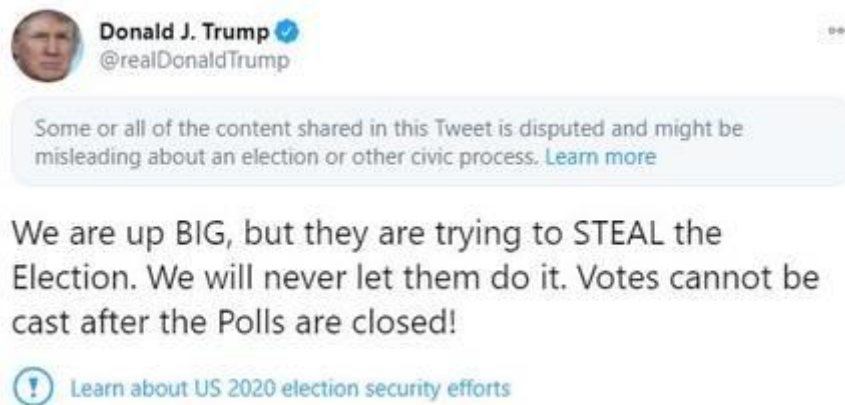 Donald J. Trump
@realDonaldTrump
Some or all of the content shared in this Tweet is disputed and might be
misleading about an election or other civic process. Learn more
We are up BIG, but they are trying to STEAL the
Election. We will never let them do it. Votes cannot be
cast after the Polls are closed!
Learn about US 2020 election security efforts